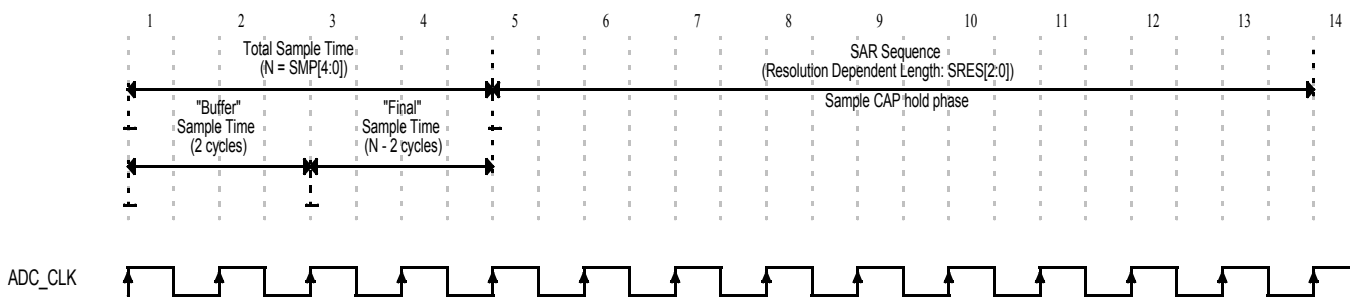 1 2 3 4 5 6 7 8 9 10 11 12 13 14
Total Sample Time
(N = SMP[4:0])
SAR Sequence
(Resolution Dependent Length: SRES[2:0])
Sample CAP hold phase
"Buffer"
Sample Time
(2 cycles)
"Final"
Sample Time
(N - 2 cycles)
ADC_CLK